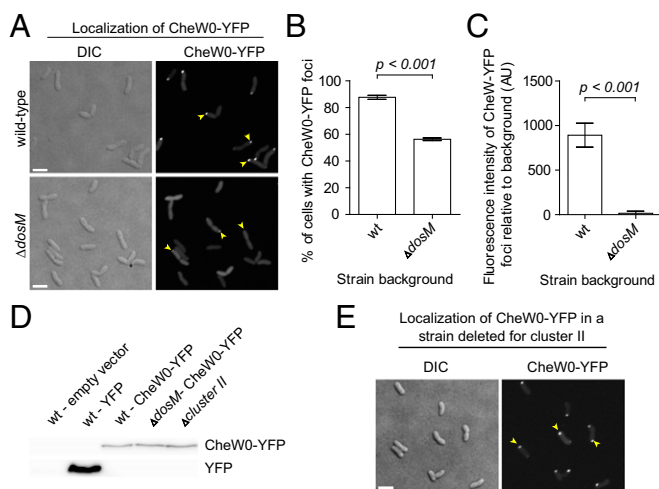 A
Localization of CheW0-YFP
DIC
CheW0-YFP
wild-type
ΔdosM
B
p < 0.001
% of cells with CheW0-YFP foci
100
80
60
40
20
0
wt
ΔdosM
Strain background
C
p < 0.001
Fluorescence intensity of CheW-YFP
foci relative to background (AU)
1500
1000
500
0
wt
ΔdosM
Strain background
D
wt - empty vector
wt - YFP
wt - CheW0-YFP
ΔdosM- CheW0-YFP
Δcluster II
CheW0-YFP
YFP
E
Localization of CheW0-YFP in a
strain deleted for cluster II
DIC
CheW0-YFP